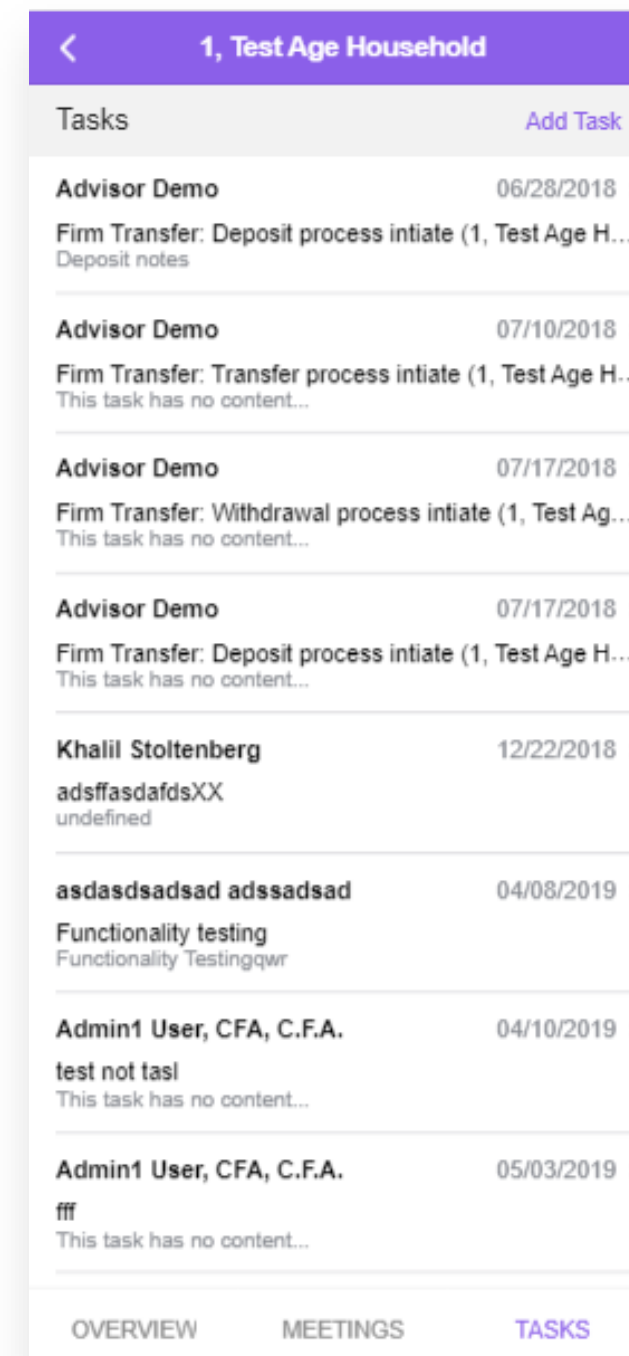 1, Test Age Household
Tasks Add Task
Advisor Demo 06/28/2018
Firm Transfer: Deposit process intiate (1, Test Age H...
Deposit notes
Advisor Demo 07/10/2018
Firm Transfer: Transfer process intiate (1, Test Age H...
This task has no content...
Advisor Demo 07/17/2018
Firm Transfer: Withdrawal process intiate (1, Test Ag...
This task has no content...
Advisor Demo 07/17/2018
Firm Transfer: Deposit process intiate (1, Test Age H...
This task has no content...
Khalil Stoltenberg 12/22/2018
adsffasdafdsXX
undefined
asdasdsadsad adssadsad 04/08/2019
Functionality testing
Functionality Testingqwr
Admin1 User, CFA, C.F.A. 04/10/2019
test not tasl
This task has no content...
Admin1 User, CFA, C.F.A. 05/03/2019
fff
This task has no content...
OVERVIEW MEETINGS TASKS